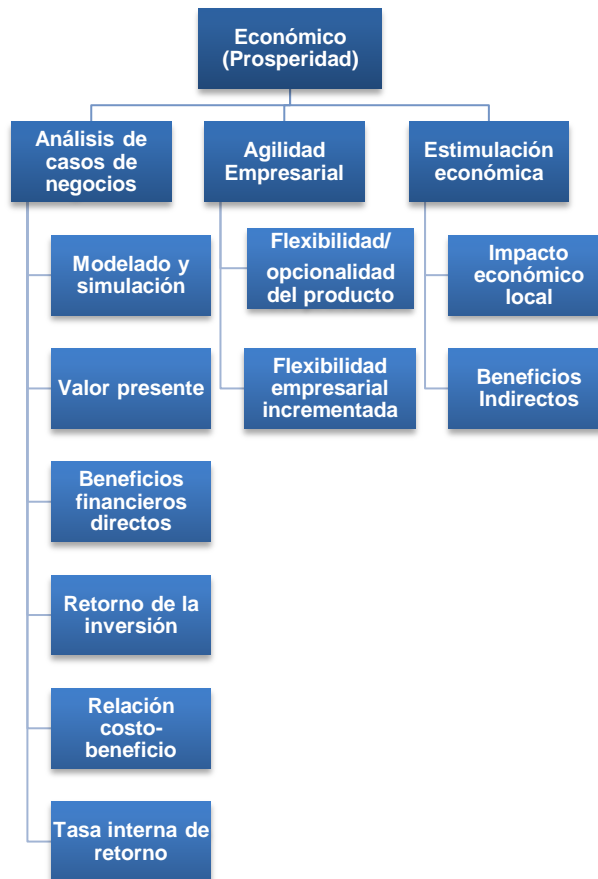 Económico
(Prosperidad)
Análisis de
casos de
negocios
Modelado y
simulación
Valor presente
Beneficios
financieros
directos
Retorno de la
inversión
Relación
costo-
beneficio
Tasa interna de
retorno
Agilidad
Empresarial
Flexibilidad/
opcionalidad
del producto
Flexibilidad
empresarial
incrementada
Estimulación
económica
Impacto
económico
local
Beneficios
Indirectos